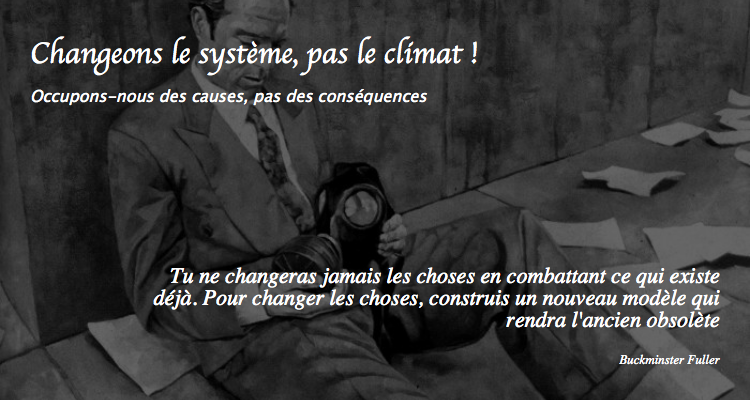 Changeons le système, pas le climat !
Occupons-nous des causes, pas des conséquences
Tu ne changeras jamais les choses en combattant ce qui existe
déjà. Pour changer les choses, construis un nouveau modèle qui
rendra l'ancien obsolète
Buckminster Fuller